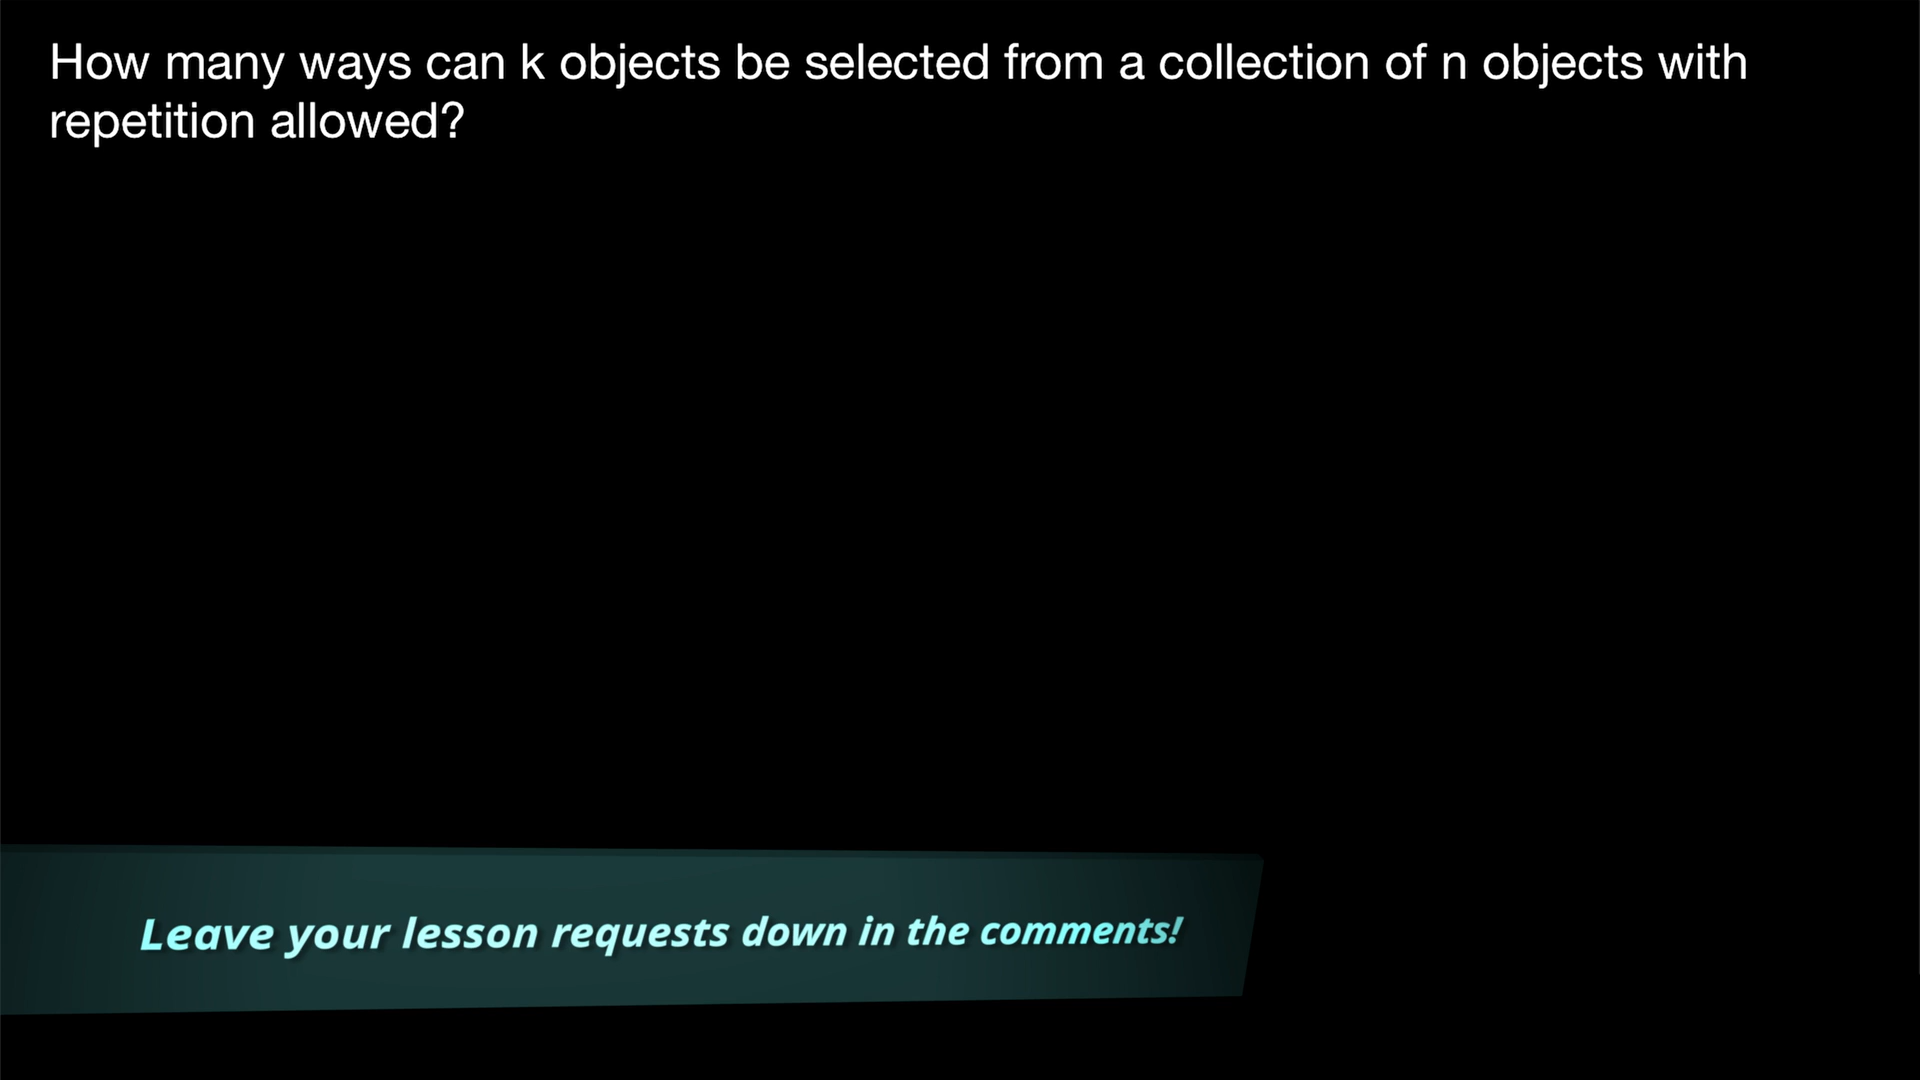 How many ways can k objects be selected from a collection of n objects with
repetition allowed?
Leave your lesson requests down in the comments!